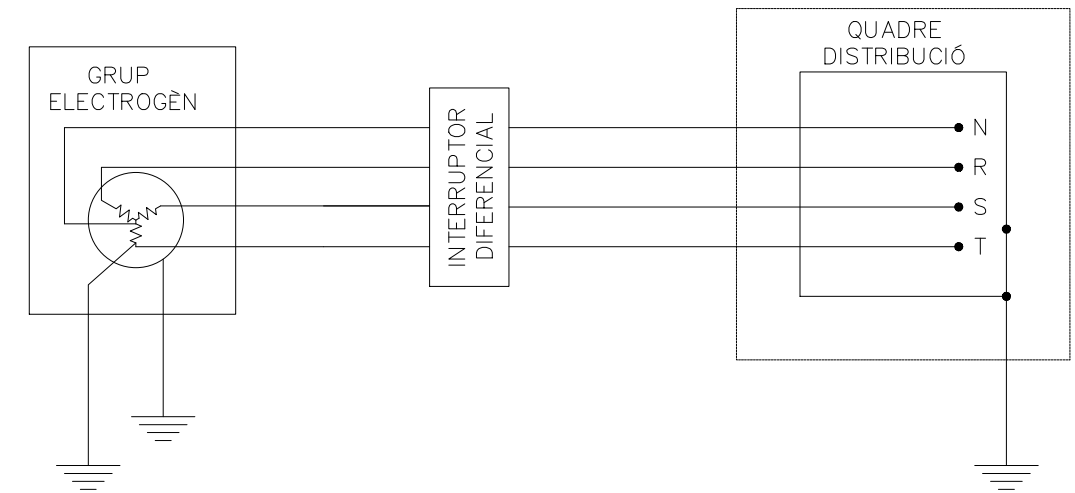 GRUP
ELECTROGÈN
INTERRUPTOR
DIFERENCIAL
QUADRE
DISTRIBUCIÓ
N
R
S
T